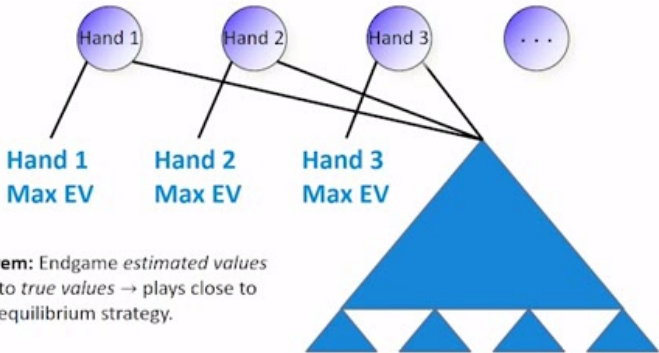 Hand 1 Hand 2 Hand 3 ...
Hand 1 Hand 2 Hand 3
Max EV Max EV Max EV
em: Endgame estimated values
to true values → plays close to
equilibrium strategy.